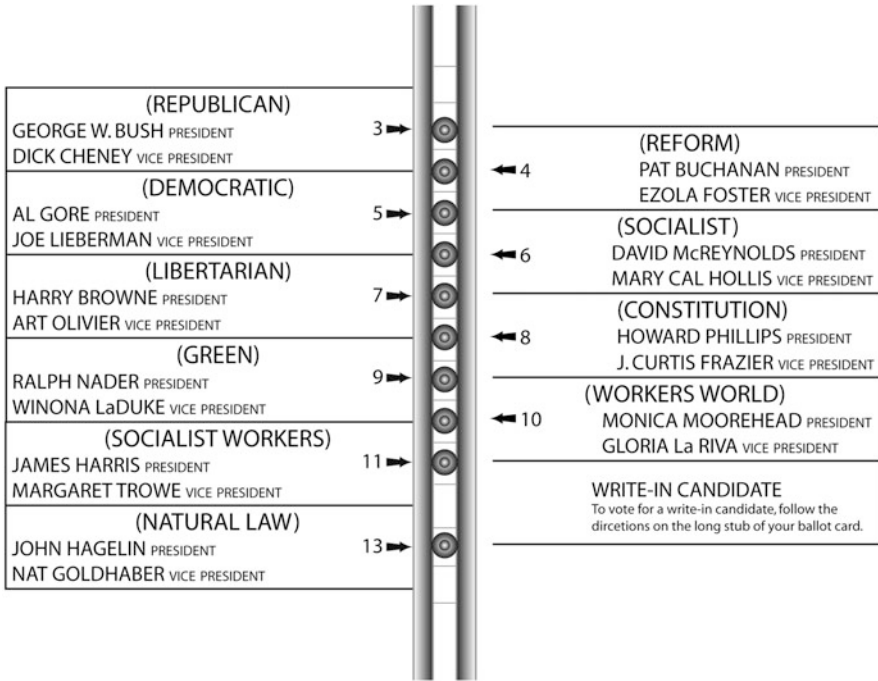 (REPUBLICAN)
GEORGE W. BUSH PRESIDENT
3
DICK CHENEY VICE PRESIDENT
(DEMOCRATIC)
AL GORE PRESIDENT
5
JOE LIEBERMAN VICE PRESIDENT
(LIBERTARIAN)
HARRY BROWNE PRESIDENT
7
ART OLIVIER VICE PRESIDENT
(GREEN)
RALPH NADER PRESIDENT
9
WINONA LaDUKE VICE PRESIDENT
(SOCIALIST WORKERS)
JAMES HARRIS PRESIDENT
11
MARGARET TROWE VICE PRESIDENT
(NATURAL LAW)
JOHN HAGELIN PRESIDENT
13
NAT GOLDHABER VICE PRESIDENT
(REFORM)
4
PAT BUCHANAN PRESIDENT
EZOLA FOSTER VICE PRESIDENT
(SOCIALIST)
6
DAVID McREYNOLDS PRESIDENT
MARY CAL HOLLIS VICE PRESIDENT
(CONSTITUTION)
8
HOWARD PHILLIPS PRESIDENT
J. CURTIS FRAZIER VICE PRESIDENT
(WORKERS WORLD)
10
MONICA MOOREHEAD PRESIDENT
GLORIA La RIVA VICE PRESIDENT
WRITE-IN CANDIDATE
To vote for a write-in candidate, follow the
dircetions on the long stub of your ballot card.